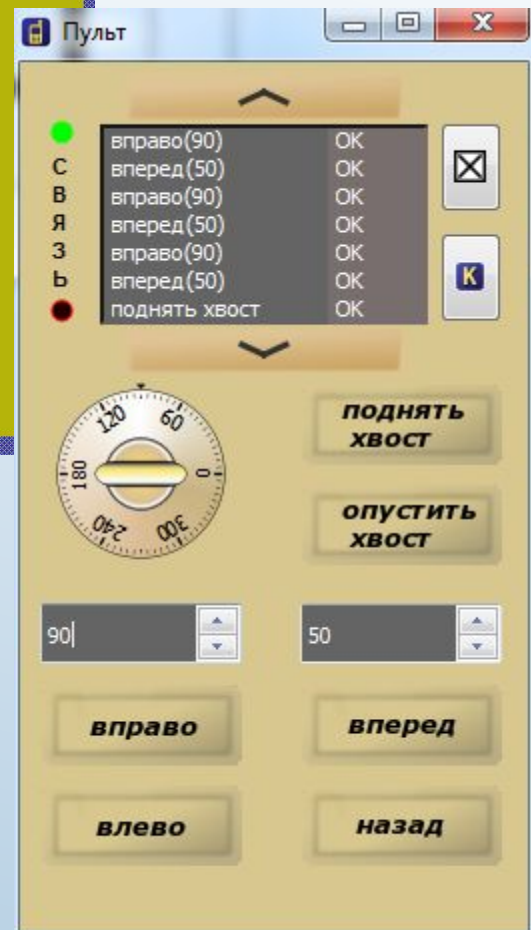 Пульт
вправо(90) OK
вперед(50) OK
вправо(90) OK
вперед(50) OK
вправо(90) OK
вперед(50) OK
поднять хвост OK
С
В
Я
З
Ь
K
120 60
180 0
240 300
поднять
хвост
опустить
хвост
90 50
вправо вперед
влево назад